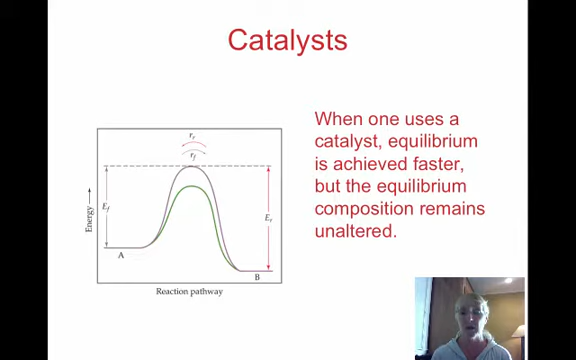 Catalysts
When one uses a
catalyst, equilibrium
is achieved faster,
but the equilibrium
composition remains
unaltered.
r_r
r_f
E_f
E_r
Energy
A
B
Reaction pathway